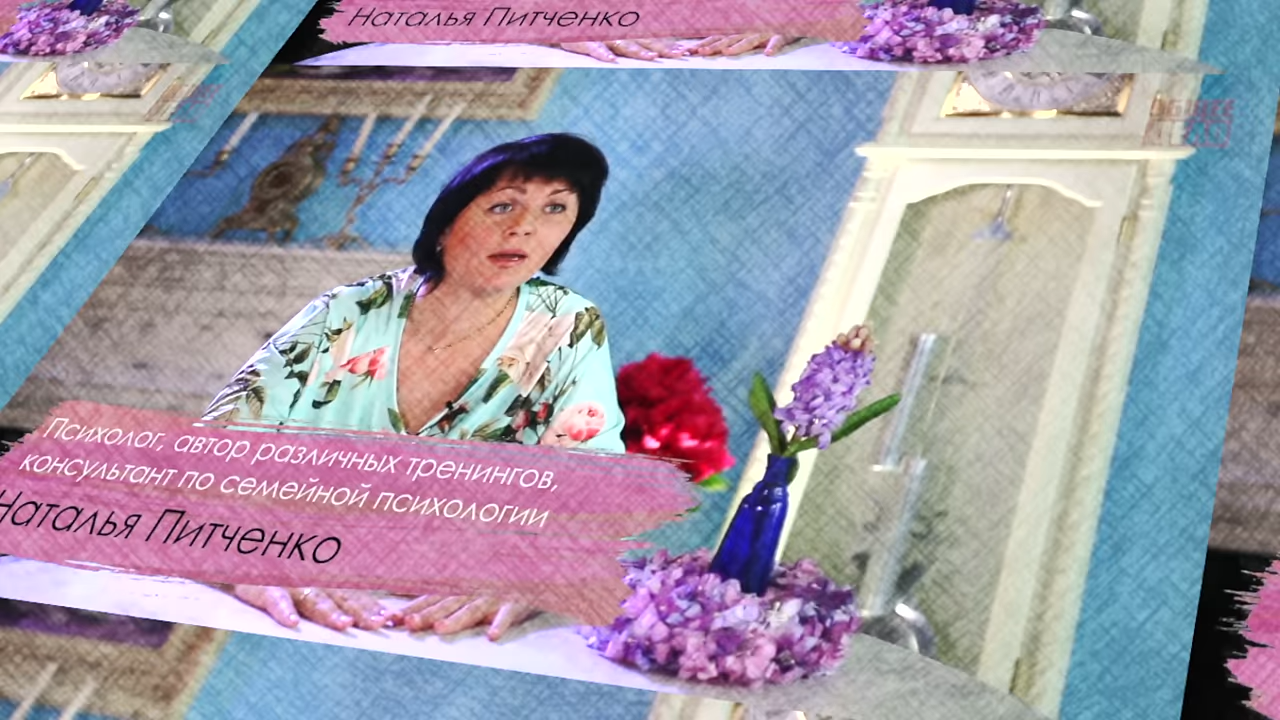 Наталья Питченко
Психолог, автор различных тренингов,
консультант по семейной психологии
Наталья Питченко